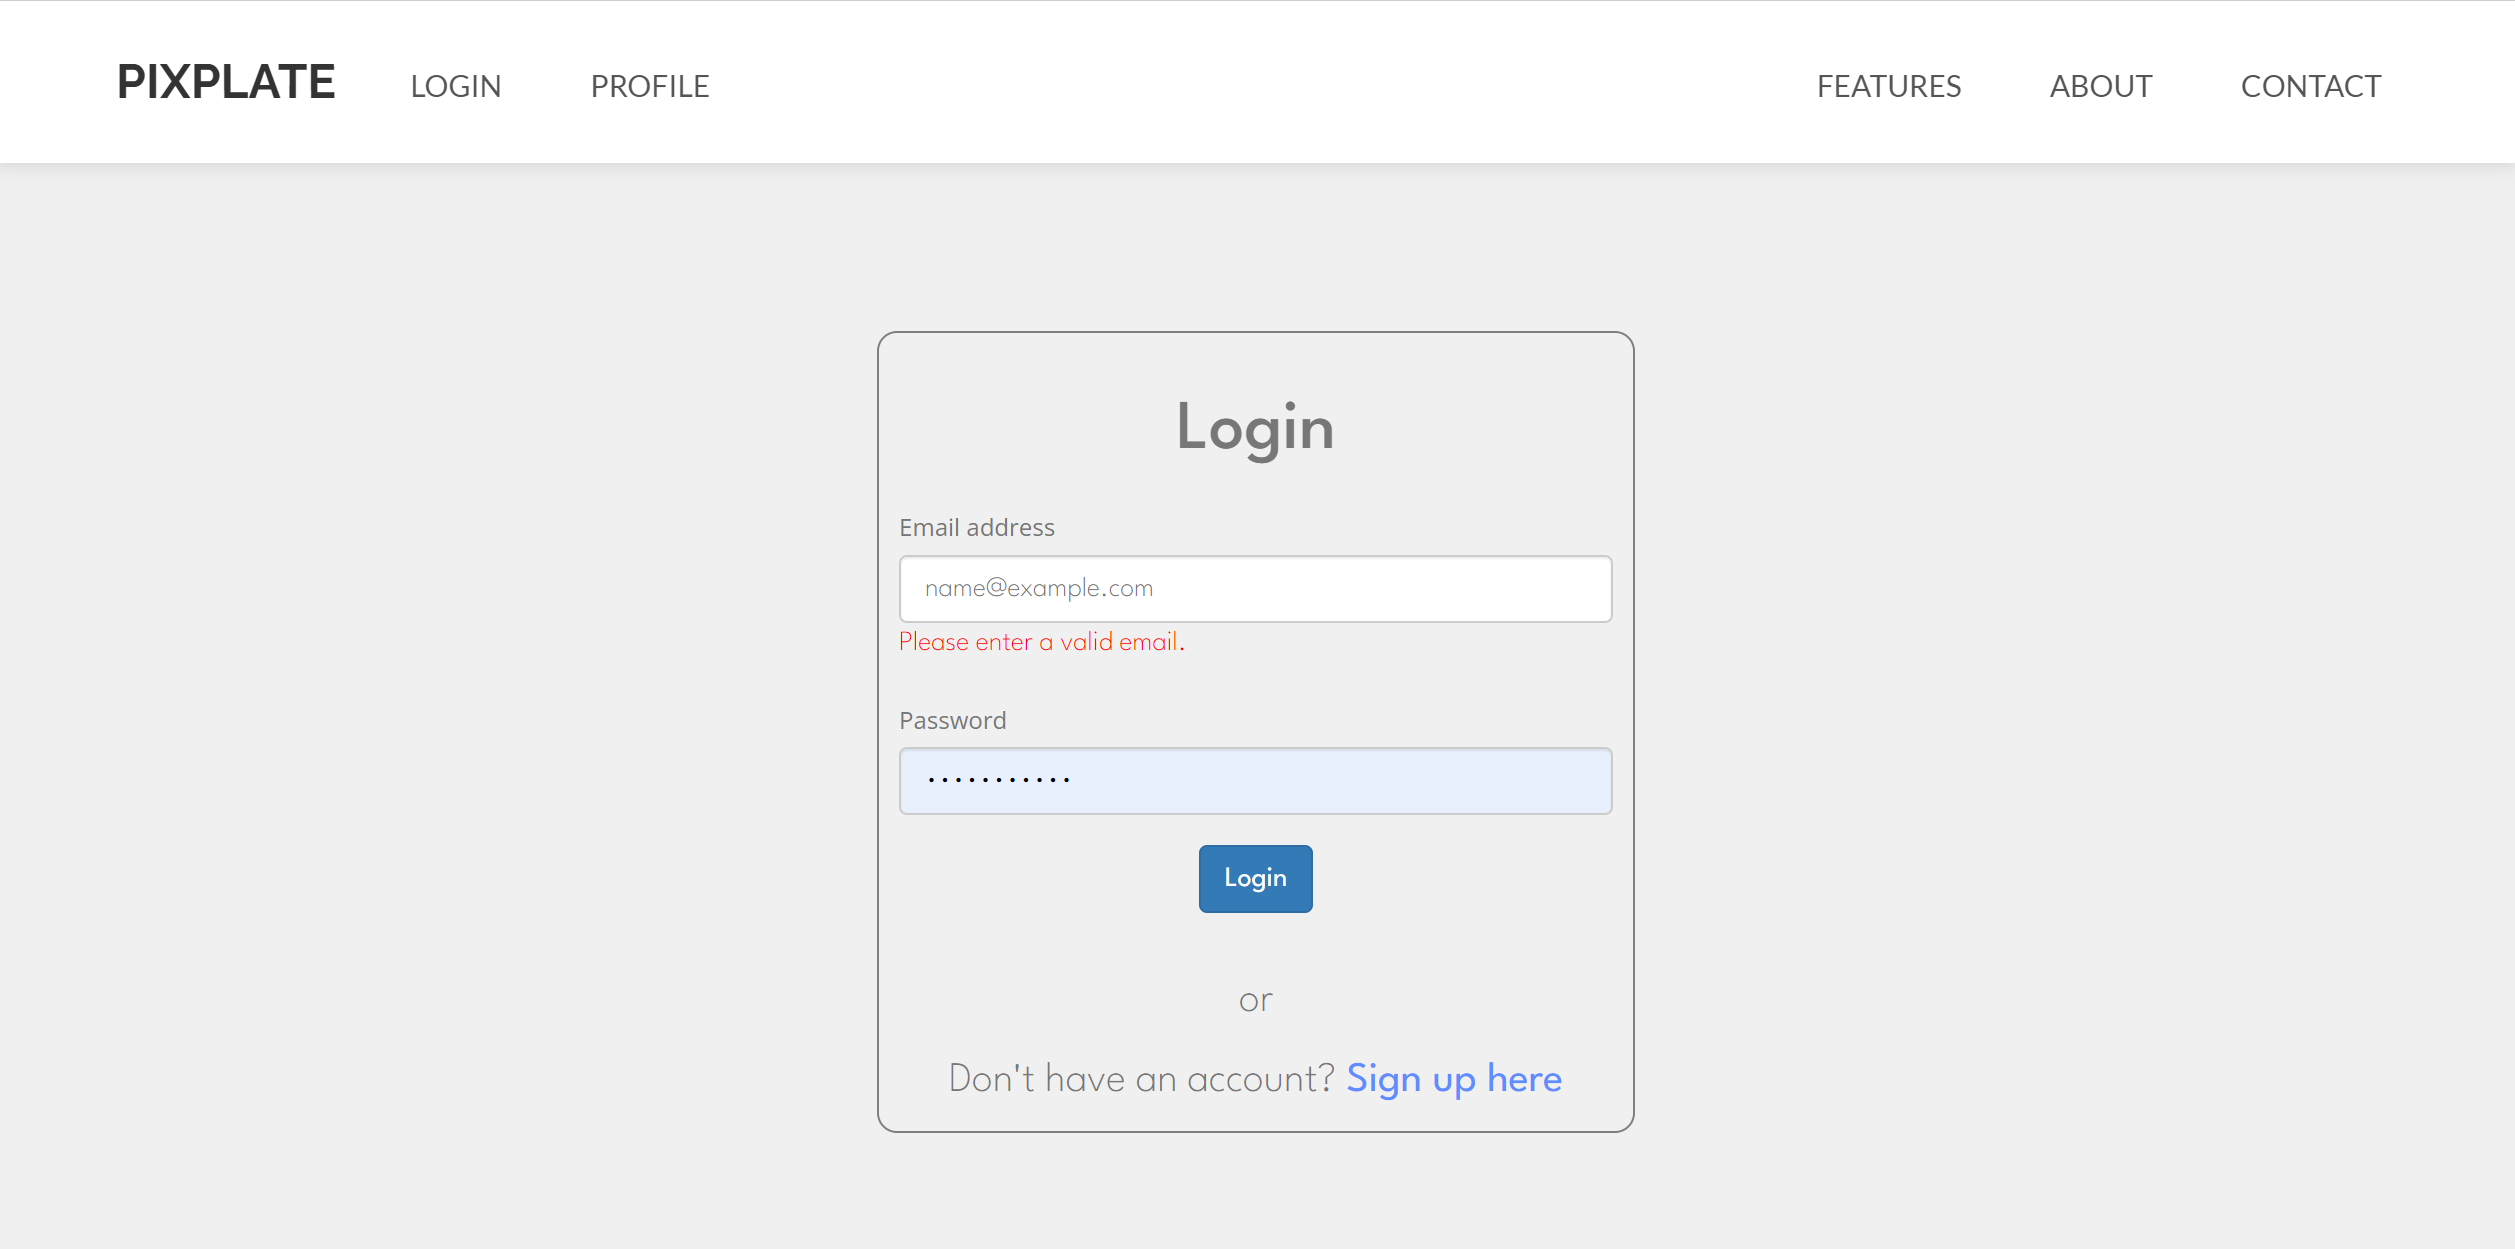 PIXPLATE LOGIN PROFILE FEATURES ABOUT CONTACT
Login
Email address
name@example.com
Please enter a valid email.
Password
···········
Login
or
Don't have an account? Sign up here